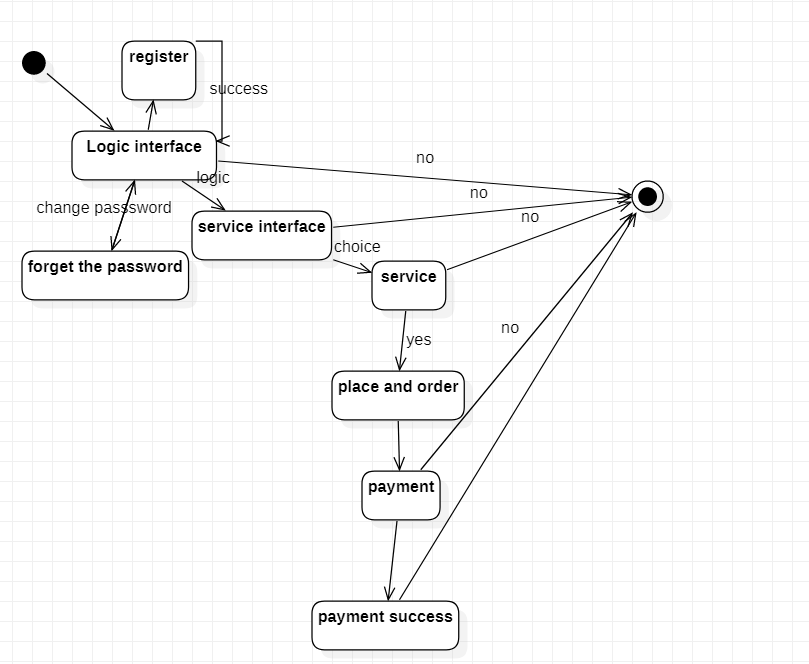 register
success
Logic interface
no
logic
no
change passsword
no
service interface
choice
forget the password
service
no
yes
place and order
payment
payment success